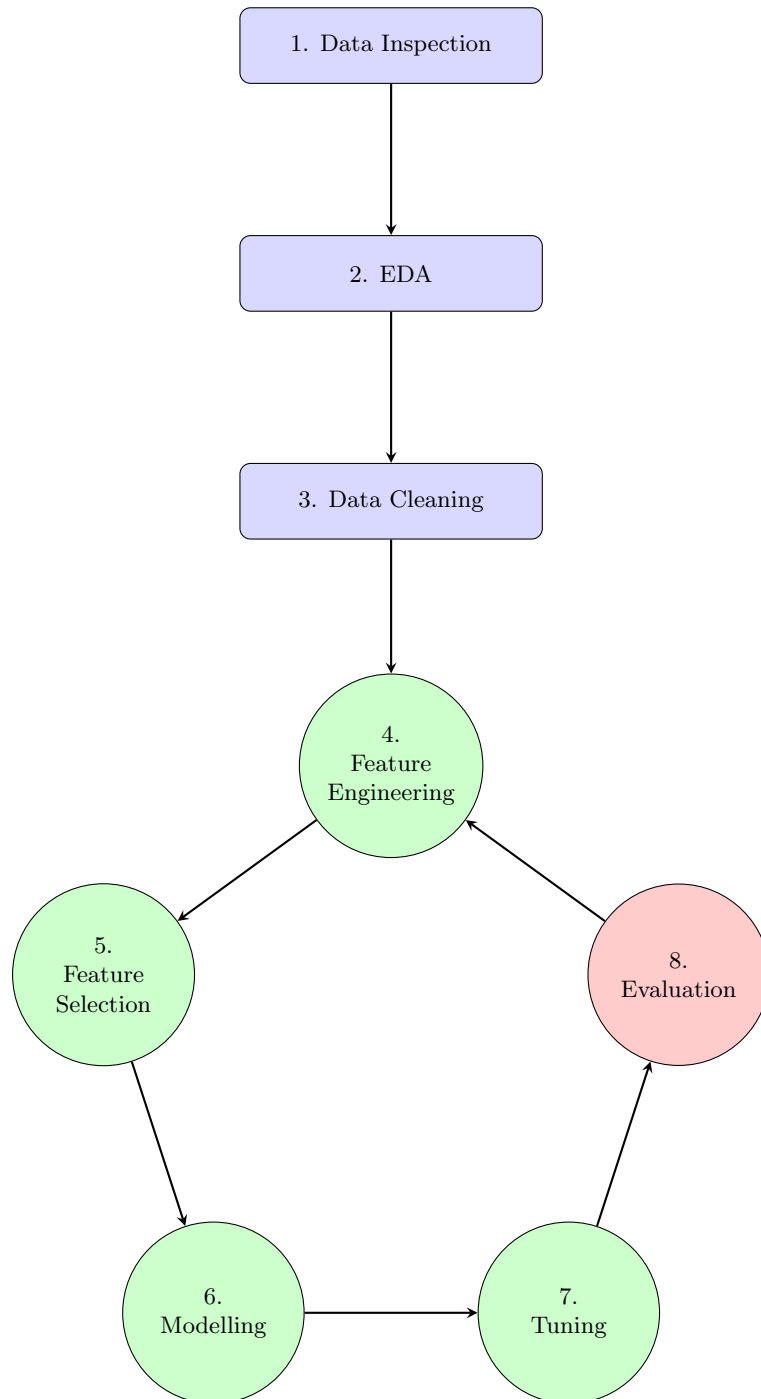 1. Data Inspection
2. EDA
3. Data Cleaning
4.
Feature
Engineering
5.
Feature
Selection
8.
Evaluation
6.
Modelling
7.
Tuning